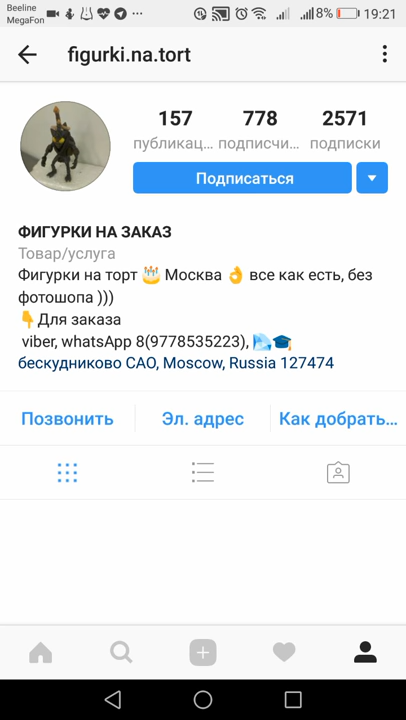 Beeline
MegaFon
8% 19:21
figurki.na.tort
157 778 2571
публикац... подписчи... подписки
Подписаться
ФИГУРКИ НА ЗАКАЗ
Товар/услуга
Фигурки на торт 🎂 Москва 👌 все как есть, без
фотошопа )))
👇Для заказа
viber, whatsApp 8(9778535223), 💦🎓
бескудниково САО, Moscow, Russia 127474
Позвонить Эл. адрес Как добрать...